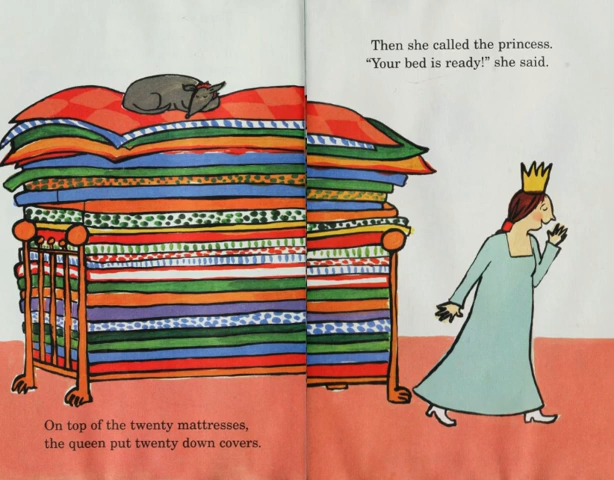 On top of the twenty mattresses,
the queen put twenty down covers.
Then she called the princess.
“Your bed is ready!” she said.